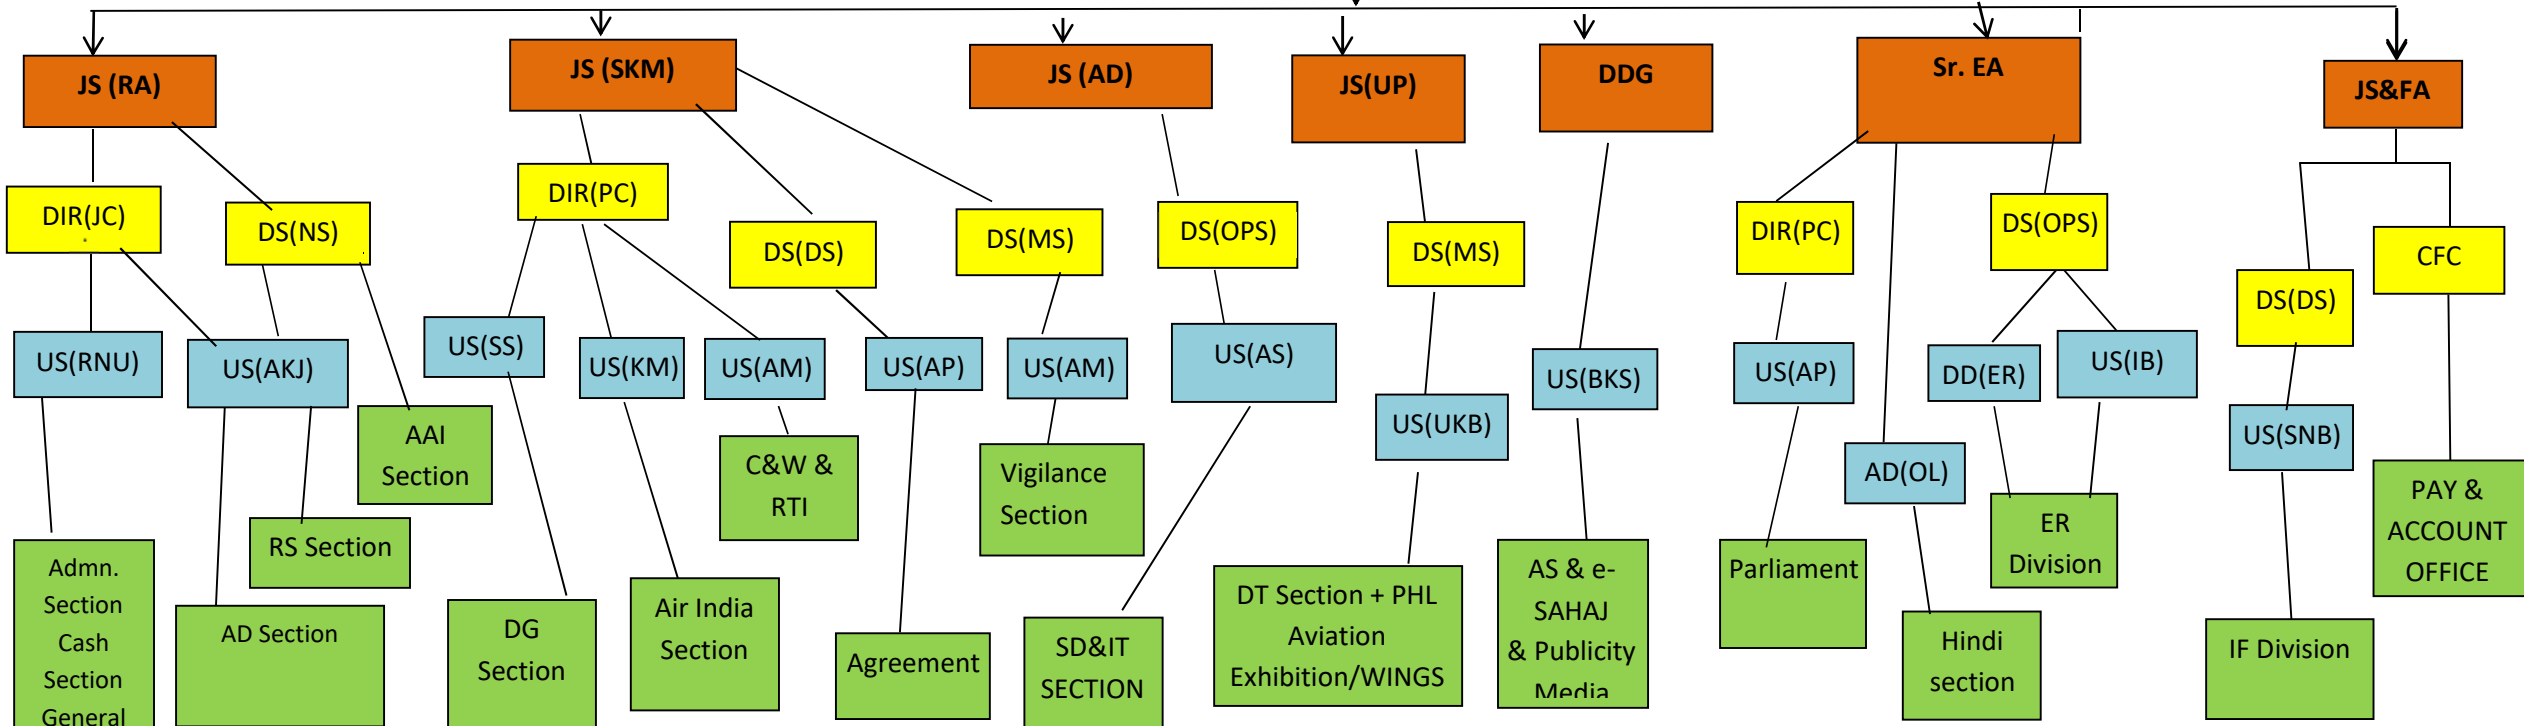 JS (RA)
JS (SKM)
JS (AD)
JS(UP)
DDG
Sr. EA
JS&FA
DIR(JC)
DS(NS)
DIR(PC)
DS(DS)
DS(MS)
DS(OPS)
DS(MS)
DIR(PC)
DS(OPS)
DS(DS)
CFC
US(RNU)
US(AKJ)
US(SS)
US(KM)
US(AM)
US(AP)
US(AM)
US(AS)
US(UKB)
US(BKS)
US(AP)
AD(OL)
DD(ER)
US(IB)
US(SNB)
Admn.
Section
Cash
Section
General
AD Section
RS Section
AAI
Section
DG
Section
Air India
Section
C&W &
RTI
Agreement
Vigilance
Section
SD&IT
SECTION
DT Section + PHL
Aviation
Exhibition/WINGS
AS & e-
SAHAJ
& Publicity
Media
Parliament
Hindi
section
ER
Division
IF Division
PAY &
ACCOUNT
OFFICE